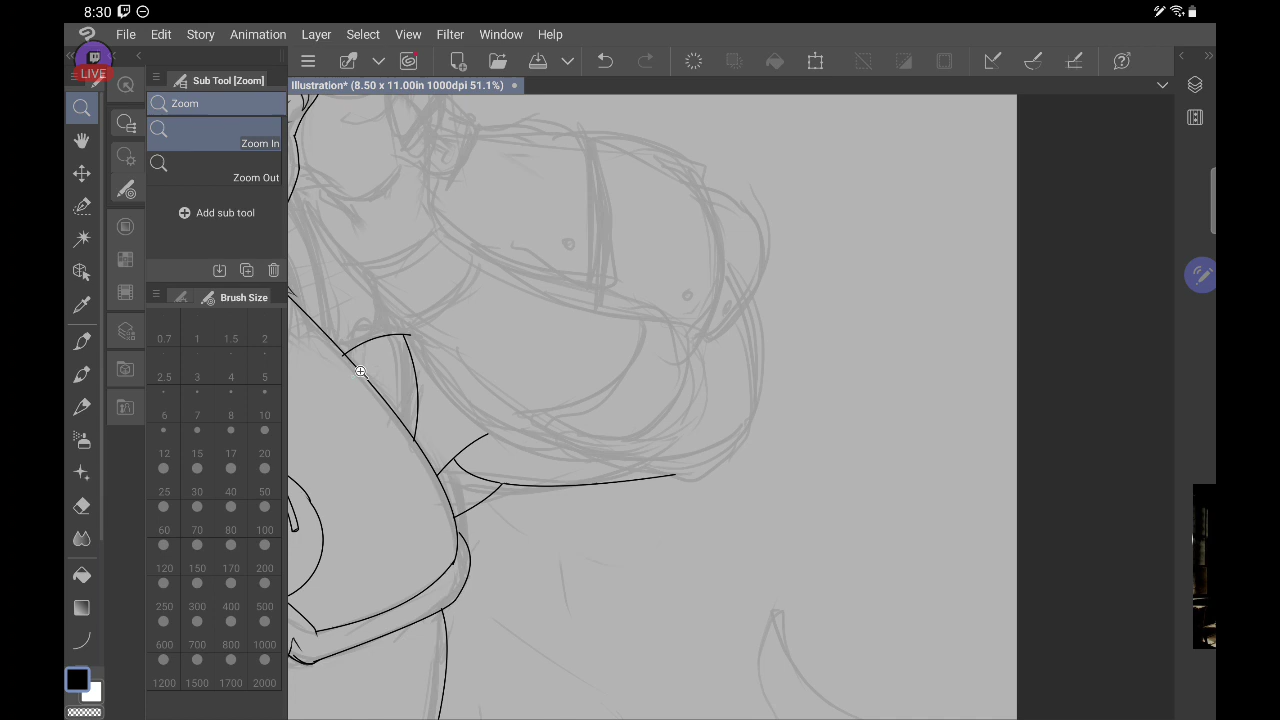 8:30
File Edit Story Animation Layer Select View Filter Window Help
LIVE
Sub Tool [Zoom]
Illustration* (8.50 x 11.00in 1000dpi 51.1%)
Zoom
Zoom In
Zoom Out
Add sub tool
Brush Size
0.7 1 1.5 2
2.5 3 4 5
6 7 8 10
12 15 17 20
25 30 40 50
60 70 80 100
120 150 170 200
250 300 400 500
600 700 800 1000
1200 1500 1700 2000